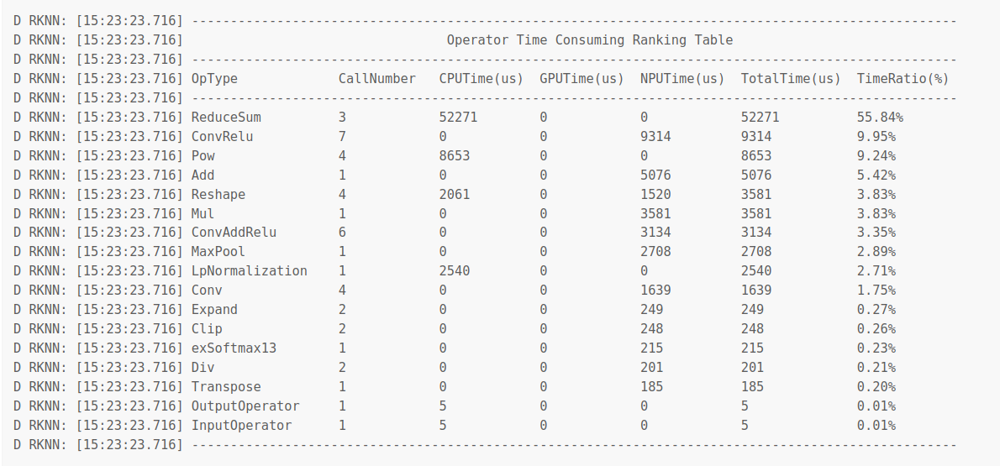 D RKNN: [15:23:23.716] ---------------------------------------------------------------------------------------------------
D RKNN: [15:23:23.716]                                  Operator Time Consuming Ranking Table
D RKNN: [15:23:23.716] ---------------------------------------------------------------------------------------------------
D RKNN: [15:23:23.716] OpType             CallNumber   CPUTime(us)  GPUTime(us)  NPUTime(us)  TotalTime(us)  TimeRatio(%)
D RKNN: [15:23:23.716] ---------------------------------------------------------------------------------------------------
D RKNN: [15:23:23.716] ReduceSum          3            52271        0            0            52271          55.84%
D RKNN: [15:23:23.716] ConvRelu           7            0            0            9314         9314           9.95%
D RKNN: [15:23:23.716] Pow                4            8653         0            0            8653           9.24%
D RKNN: [15:23:23.716] Add                1            0            0            5076         5076           5.42%
D RKNN: [15:23:23.716] Reshape            4            2061         0            1520         3581           3.83%
D RKNN: [15:23:23.716] Mul                1            0            0            3581         3581           3.83%
D RKNN: [15:23:23.716] ConvAddRelu        6            0            0            3134         3134           3.35%
D RKNN: [15:23:23.716] MaxPool            1            0            0            2708         2708           2.89%
D RKNN: [15:23:23.716] LpNormalization    1            2540         0            0            2540           2.71%
D RKNN: [15:23:23.716] Conv               4            0            0            1639         1639           1.75%
D RKNN: [15:23:23.716] Expand             2            0            0            249          249            0.27%
D RKNN: [15:23:23.716] Clip               2            0            0            248          248            0.26%
D RKNN: [15:23:23.716] exSoftmax13        1            0            0            215          215            0.23%
D RKNN: [15:23:23.716] Div                2            0            0            201          201            0.21%
D RKNN: [15:23:23.716] Transpose          1            0            0            185          185            0.20%
D RKNN: [15:23:23.716] OutputOperator     1            5            0            0            5              0.01%
D RKNN: [15:23:23.716] InputOperator      1            5            0            0            5              0.01%
D RKNN: [15:23:23.716] ---------------------------------------------------------------------------------------------------